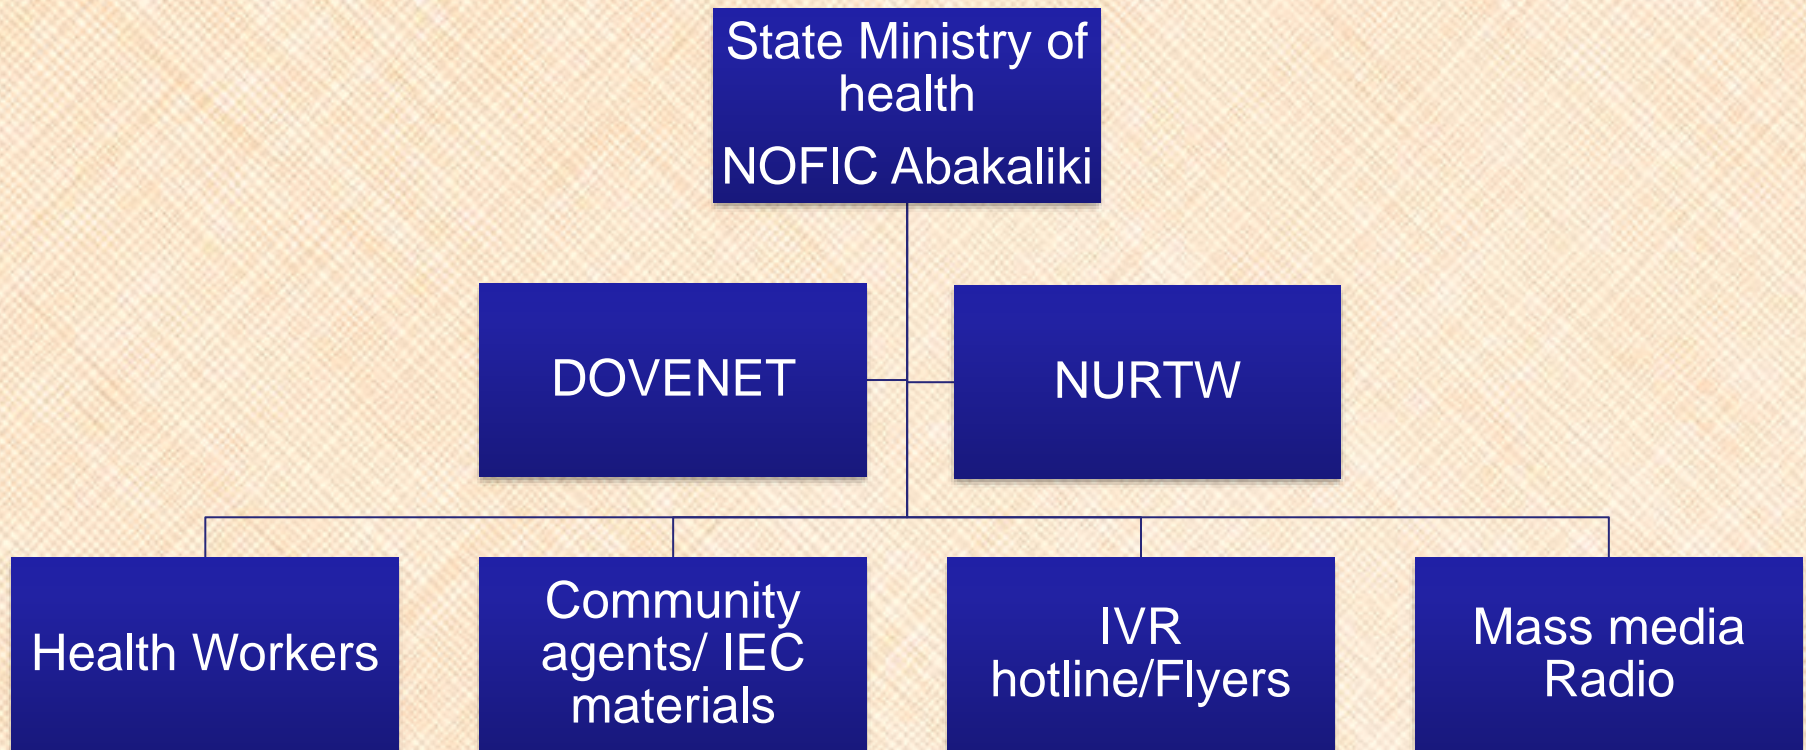 State Ministry of
health
NOFIC Abakaliki
DOVENET
NURTW
Health Workers
Community
agents/ IEC
materials
IVR
hotline/Flyers
Mass media
Radio